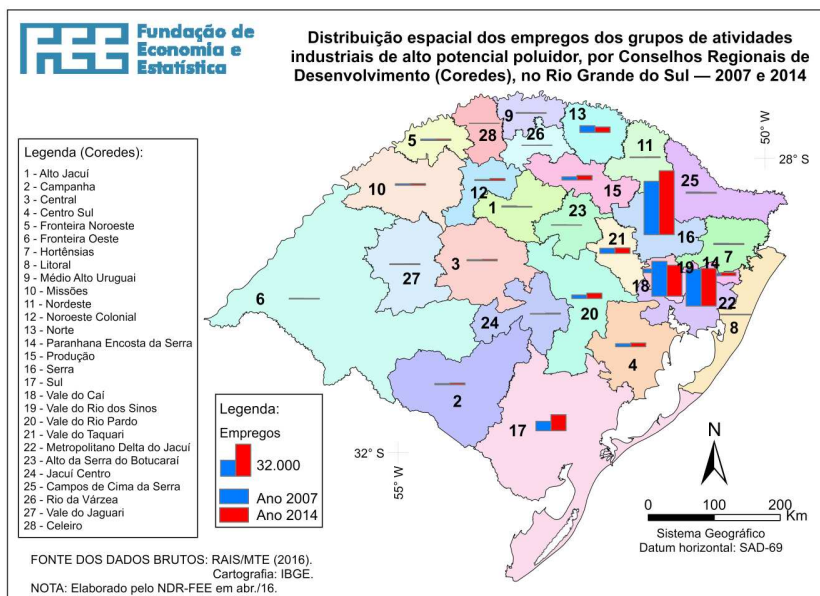 FEE
Fundação de
Economia e
Estatística
Distribuição espacial dos empregos dos grupos de atividades
industriais de alto potencial poluidor, por Conselhos Regionais de
Desenvolvimento (Coredes), no Rio Grande do Sul — 2007 e 2014
50° W
28° S
Legenda (Coredes):
1 - Alto Jacuí
2 - Campanha
3 - Central
4 - Centro Sul
5 - Fronteira Noroeste
6 - Fronteira Oeste
7 - Hortênsias
8 - Litoral
9 - Médio Alto Uruguai
10 - Missões
11 - Nordeste
12 - Noroeste Colonial
13 - Norte
14 - Paranhana Encosta da Serra
15 - Produção
16 - Serra
17 - Sul
18 - Vale do Caí
19 - Vale do Rio dos Sinos
20 - Vale do Rio Pardo
21 - Vale do Taquari
22 - Metropolitano Delta do Jacuí
23 - Alto da Serra do Botucaraí
24 - Jacuí Centro
25 - Campos de Cima da Serra
26 - Rio da Várzea
27 - Vale do Jaguari
28 - Celeiro
9
13
28
26
5
11
10
12
15
25
1
23
21
16
7
27
3
18
19
14
6
20
22
24
8
4
2
17
Legenda:
Empregos
32.000
Ano 2007
Ano 2014
32° S
55° W
N
0 100 200
Km
Sistema Geográfico
Datum horizontal: SAD-69
FONTE DOS DADOS BRUTOS: RAIS/MTE (2016).
Cartografia: IBGE.
NOTA: Elaborado pelo NDR-FEE em abr./16.